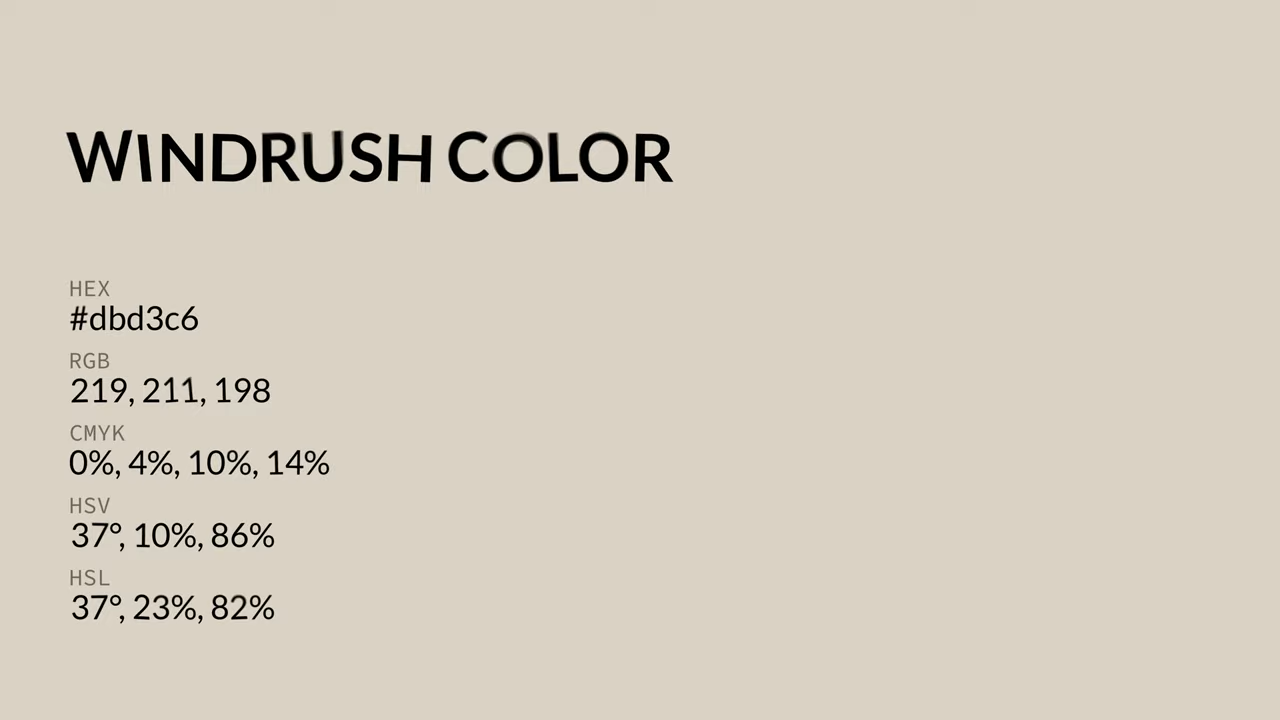 WINDRUSH COLOR
HEX
#dbd3c6
RGB
219, 211, 198
CMYK
0%, 4%, 10%, 14%
HSV
37°, 10%, 86%
HSL
37°, 23%, 82%